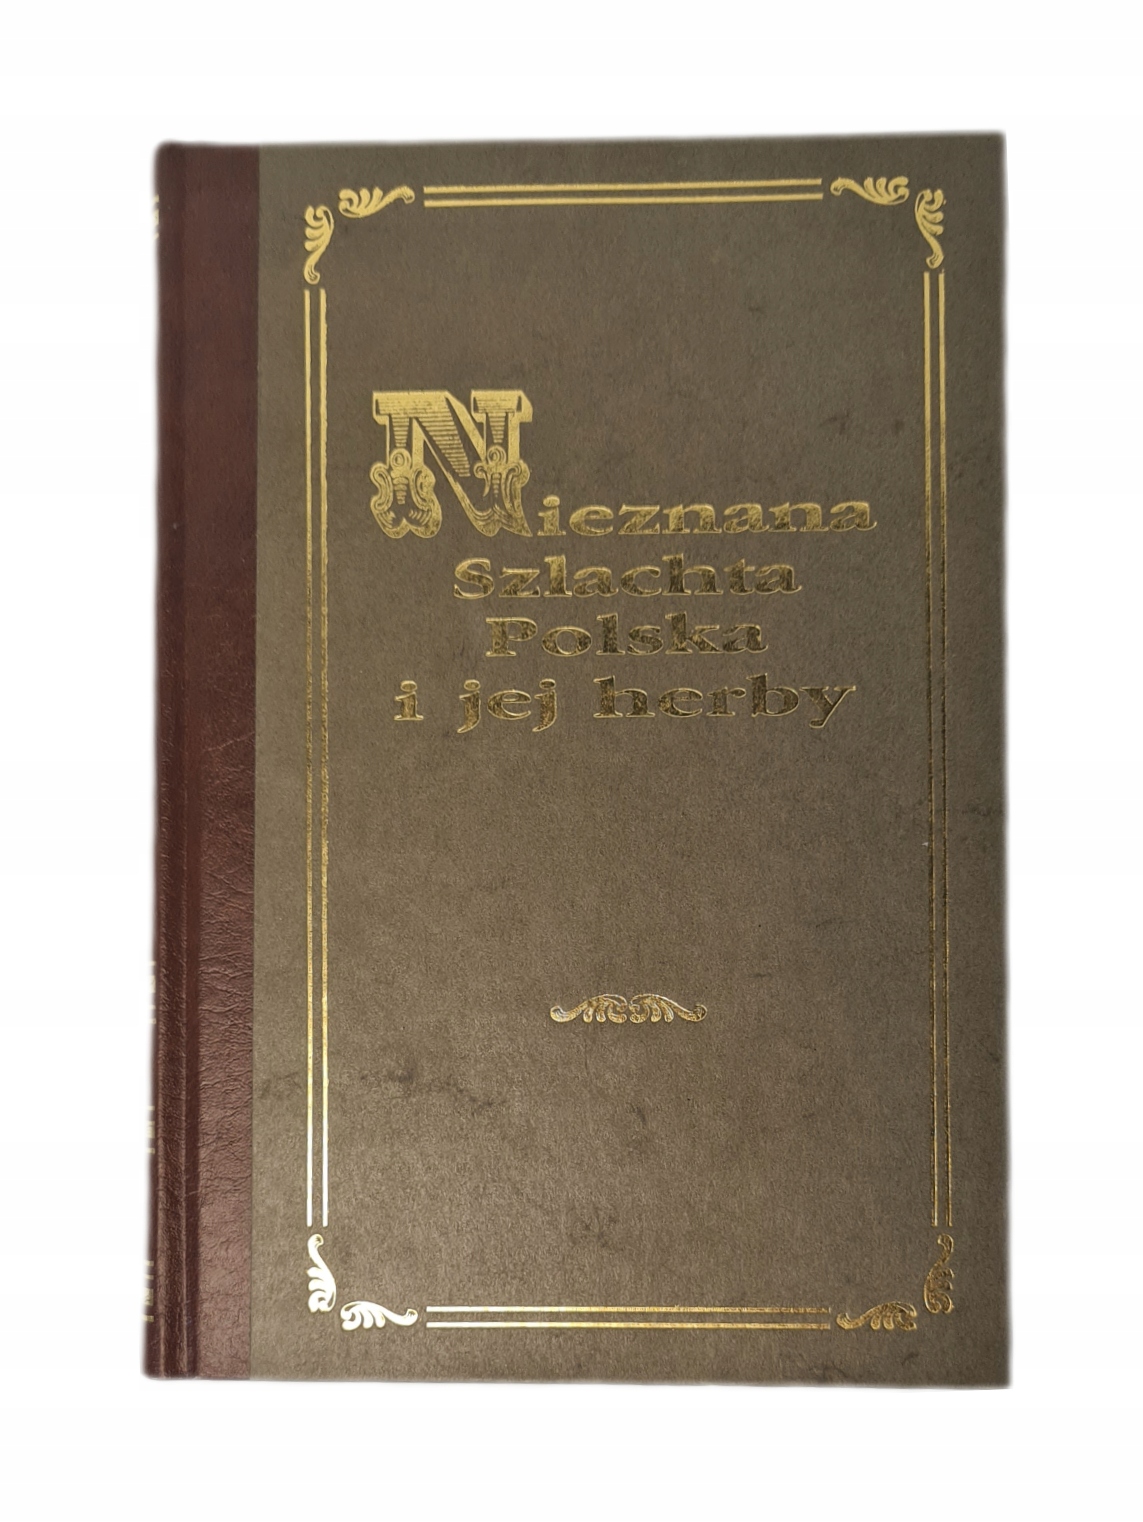 Nieznana
Szlachta
Polska
i jej herby